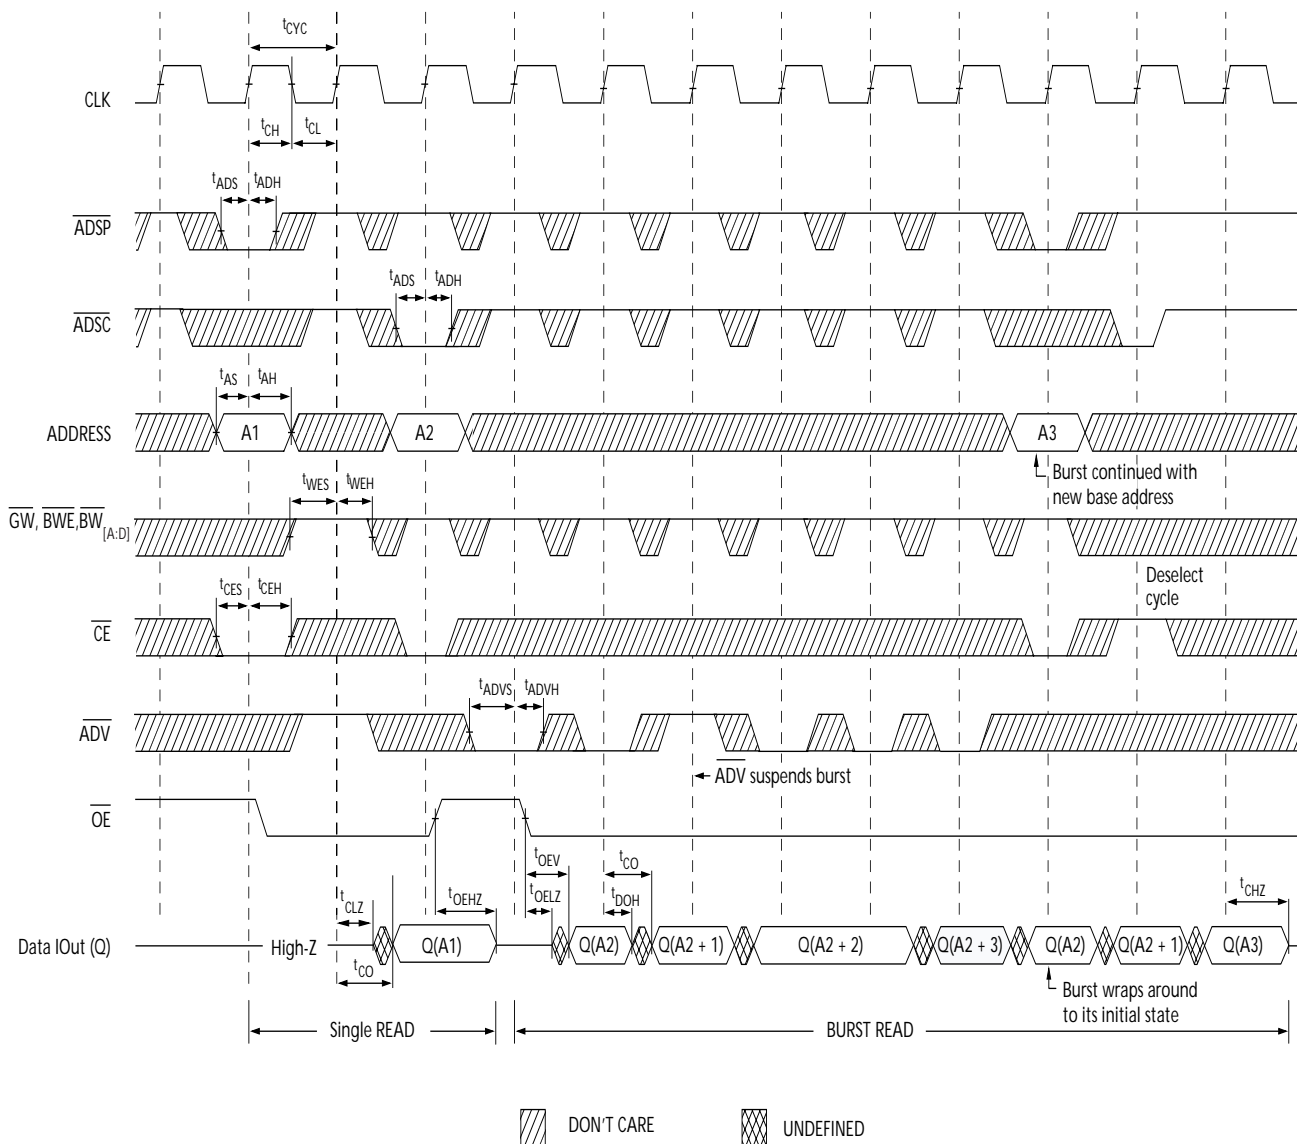 tCYC
CLK
tCH
tCL
tADS
tADH
ADSP
tADS
tADH
ADSC
tAS
tAH
ADDRESS
A1
A2
A3
Burst continued with
new base address
tWES
tWEH
GW, BWE,BW[A:D]
Deselect
cycle
tCES
tCEH
CE
tADVS
tADVH
ADV
ADV suspends burst
OE
tOEV
tCO
tCLZ
tOEHZ
tOELZ
tDOH
tCHZ
Data IOut (Q)
High-Z
Q(A1)
Q(A2)
Q(A2 + 1)
Q(A2 + 2)
Q(A2 + 3)
Q(A2)
Q(A2 + 1)
Q(A3)
tCO
Burst wraps around
to its initial state
Single READ
BURST READ
DON'T CARE
UNDEFINED